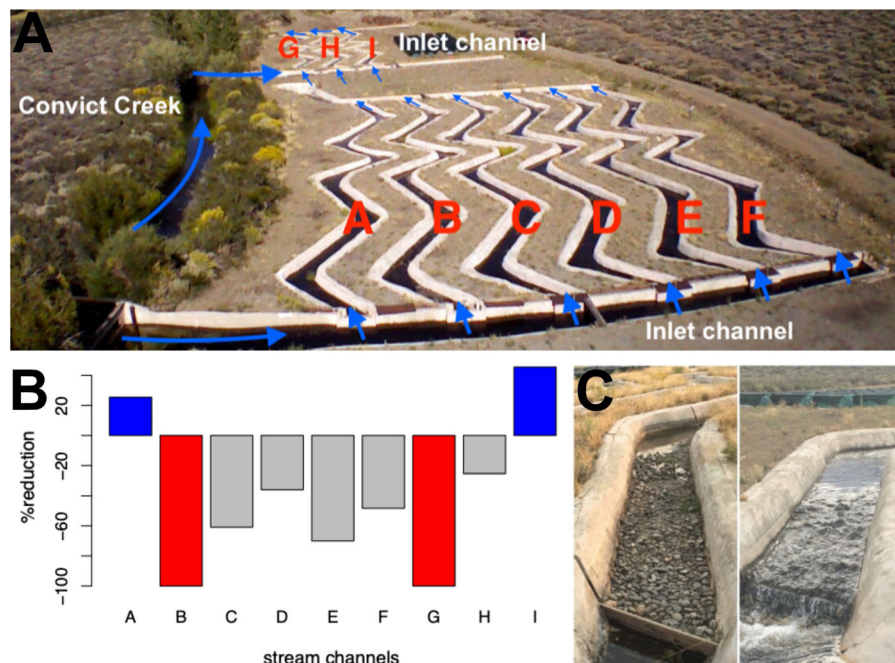 A
G H I Inlet channel
Convict Creek
A B C D E F
Inlet channel
B
20
-20
-60
-100
%reduction
A B C D E F G H I
stream channels
C